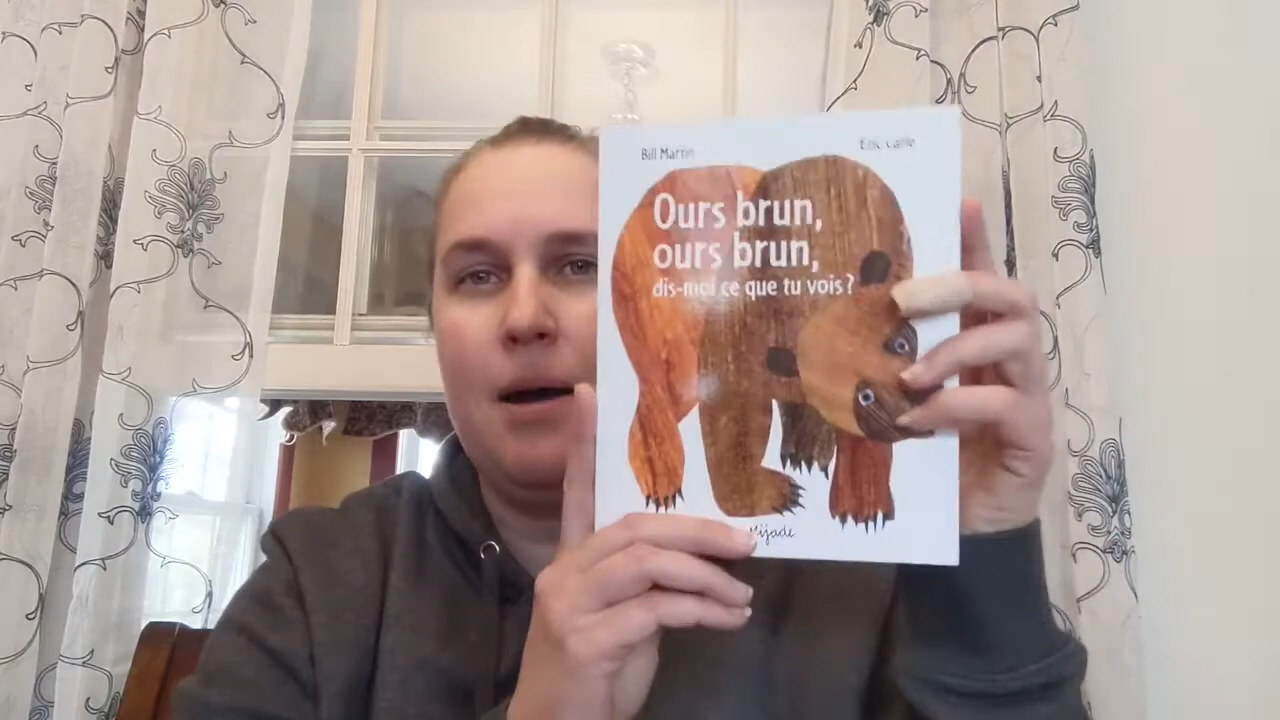 Bill Martin
Eric Carle
Ours brun,
ours brun,
dis-moi ce que tu vois?
Mijade